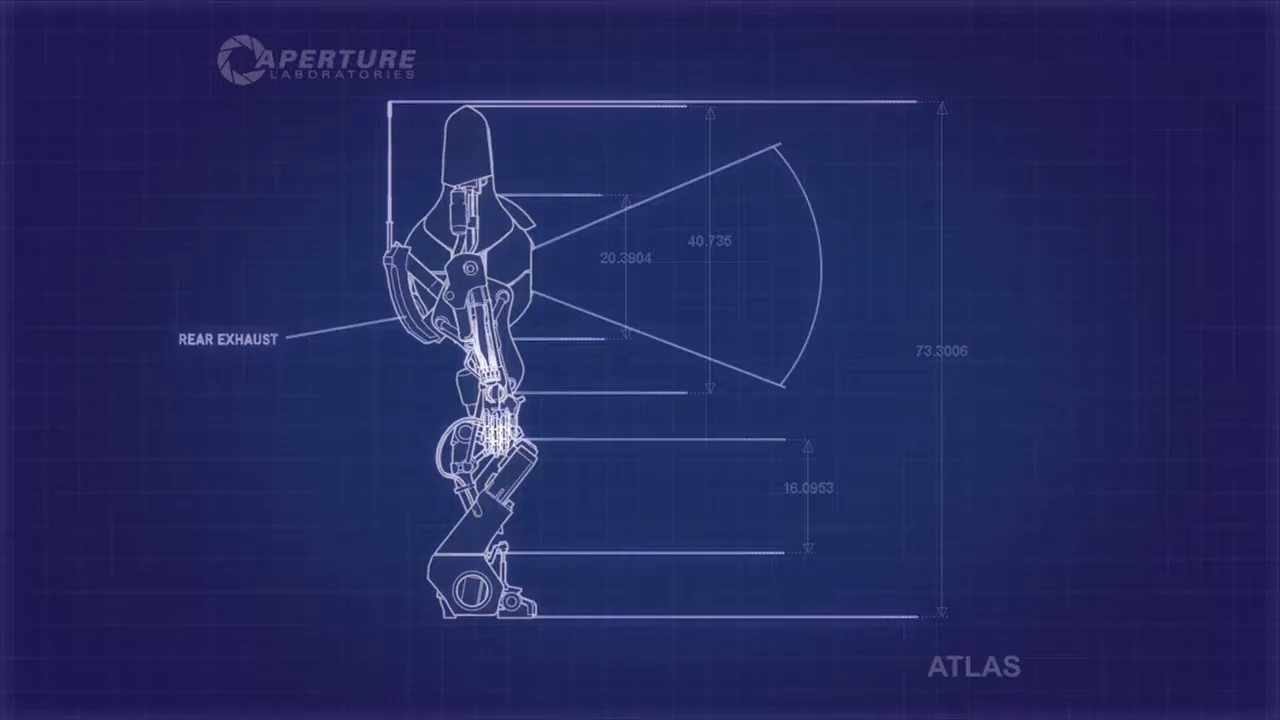 APERTURE
LABORATORIES
40.735
20.3904
REAR EXHAUST
73.3006
16.0953
ATLAS